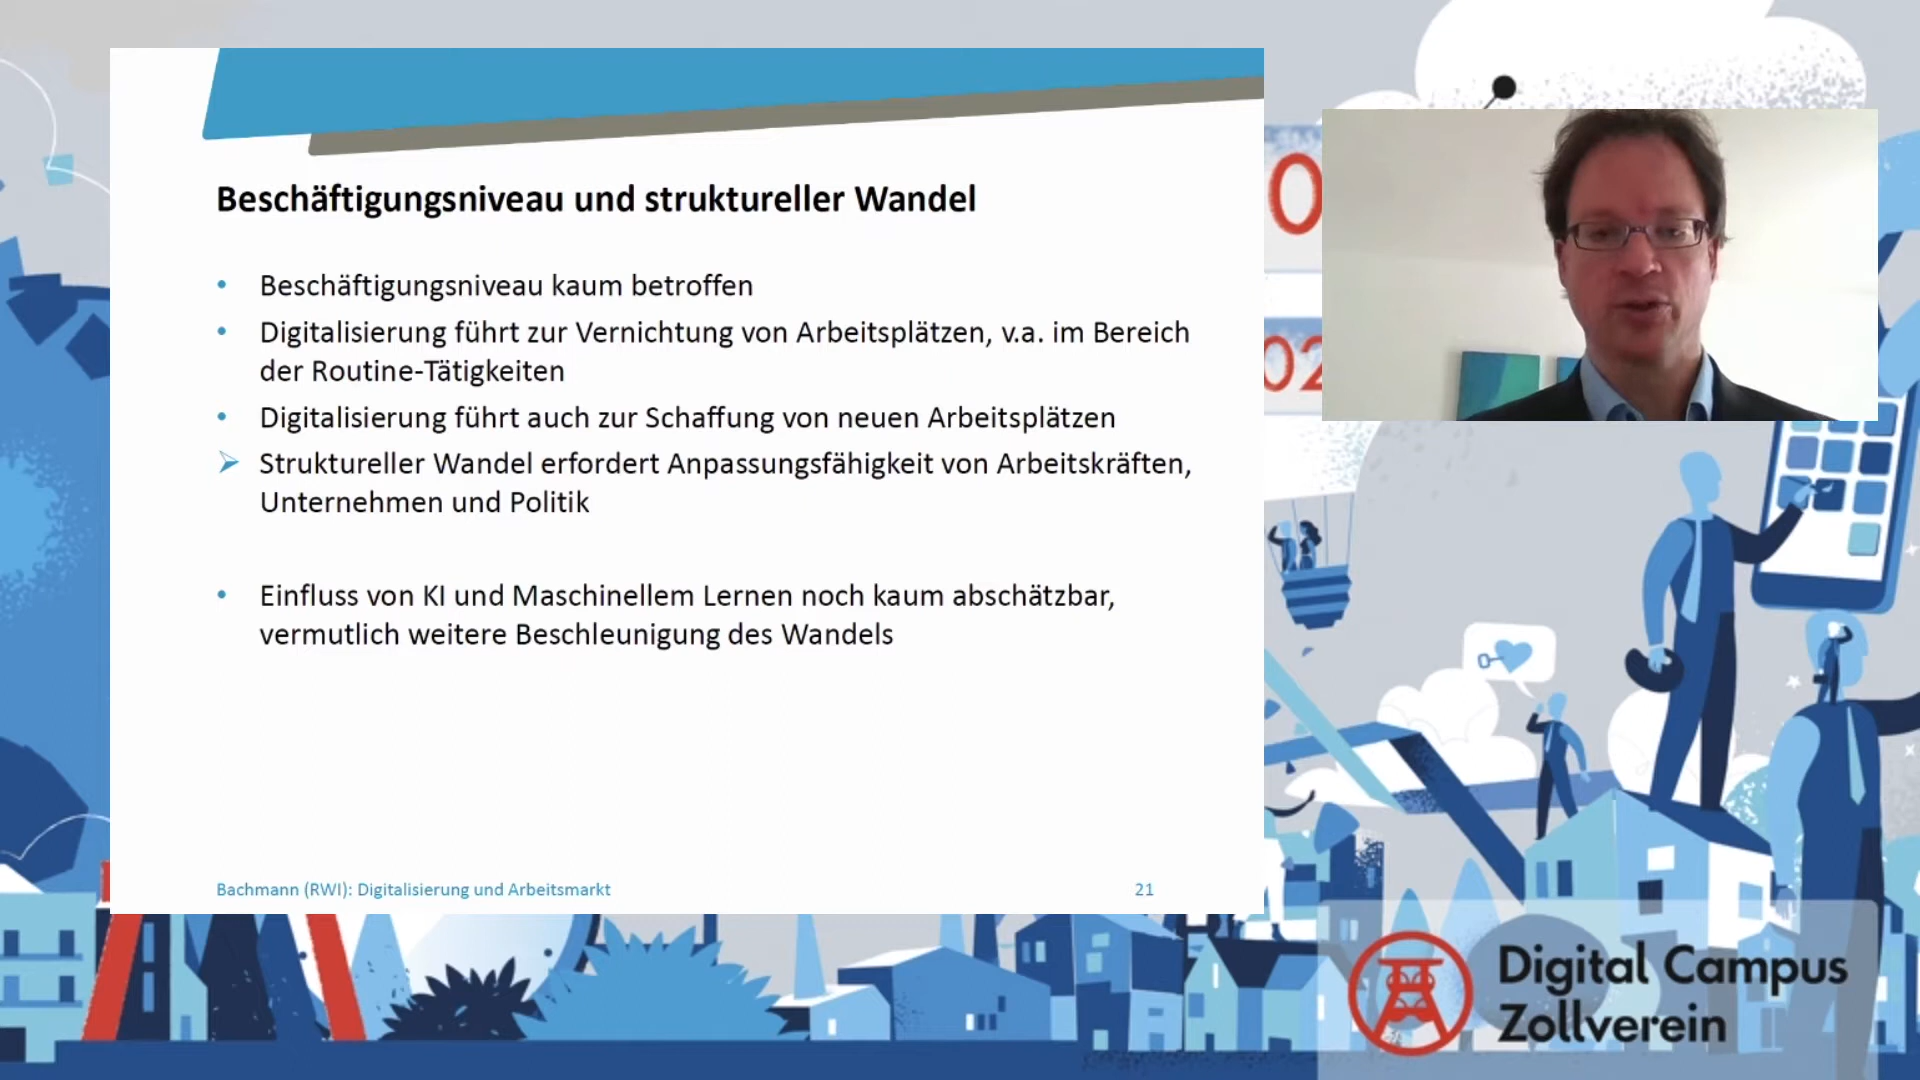 Beschäftigungsniveau und struktureller Wandel
• Beschäftigungsniveau kaum betroffen
• Digitalisierung führt zur Vernichtung von Arbeitsplätzen, v.a. im Bereich
der Routine-Tätigkeiten
• Digitalisierung führt auch zur Schaffung von neuen Arbeitsplätzen
➢ Struktureller Wandel erfordert Anpassungsfähigkeit von Arbeitskräften,
Unternehmen und Politik
• Einfluss von KI und Maschinellem Lernen noch kaum abschätzbar,
vermutlich weitere Beschleunigung des Wandels
Bachmann (RWI): Digitalisierung und Arbeitsmarkt
21
Digital Campus
Zollverein